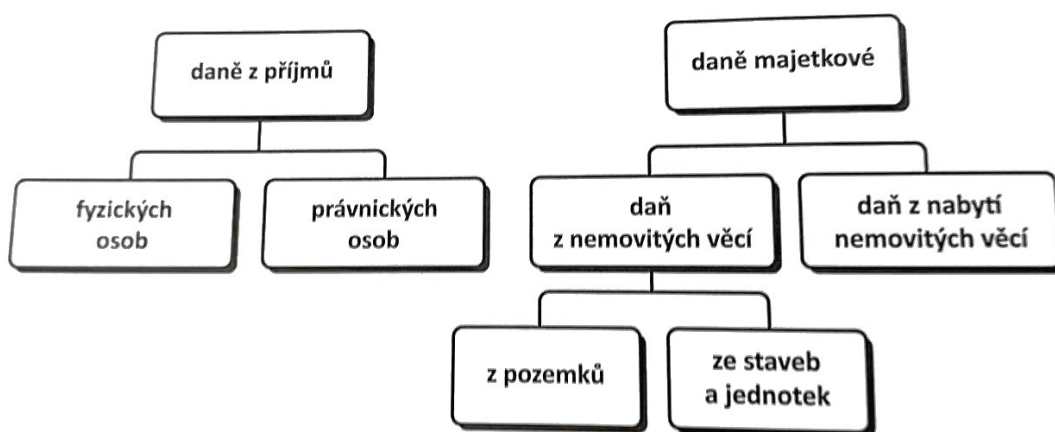 daně z příjmů
daně majetkové
fyzických
osob
právnických
osob
daň
z nemovitých věcí
daň z nabytí
nemovitých věcí
z pozemků
ze staveb
a jednotek